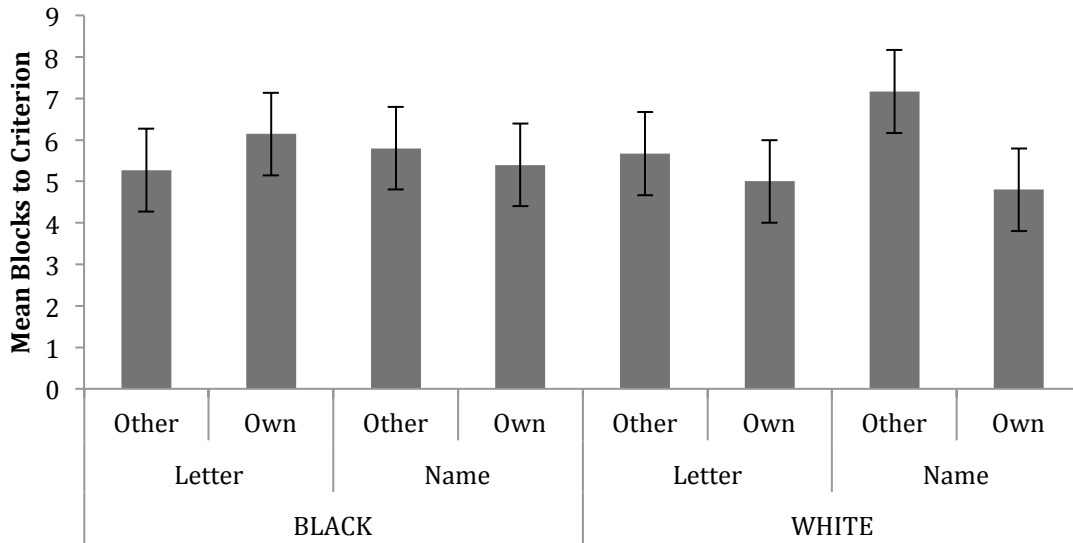 Mean Blocks to Criterion
9
8
7
6
5
4
3
2
1
0
Other Own Other Own Other Own Other Own
Letter Name Letter Name
BLACK WHITE